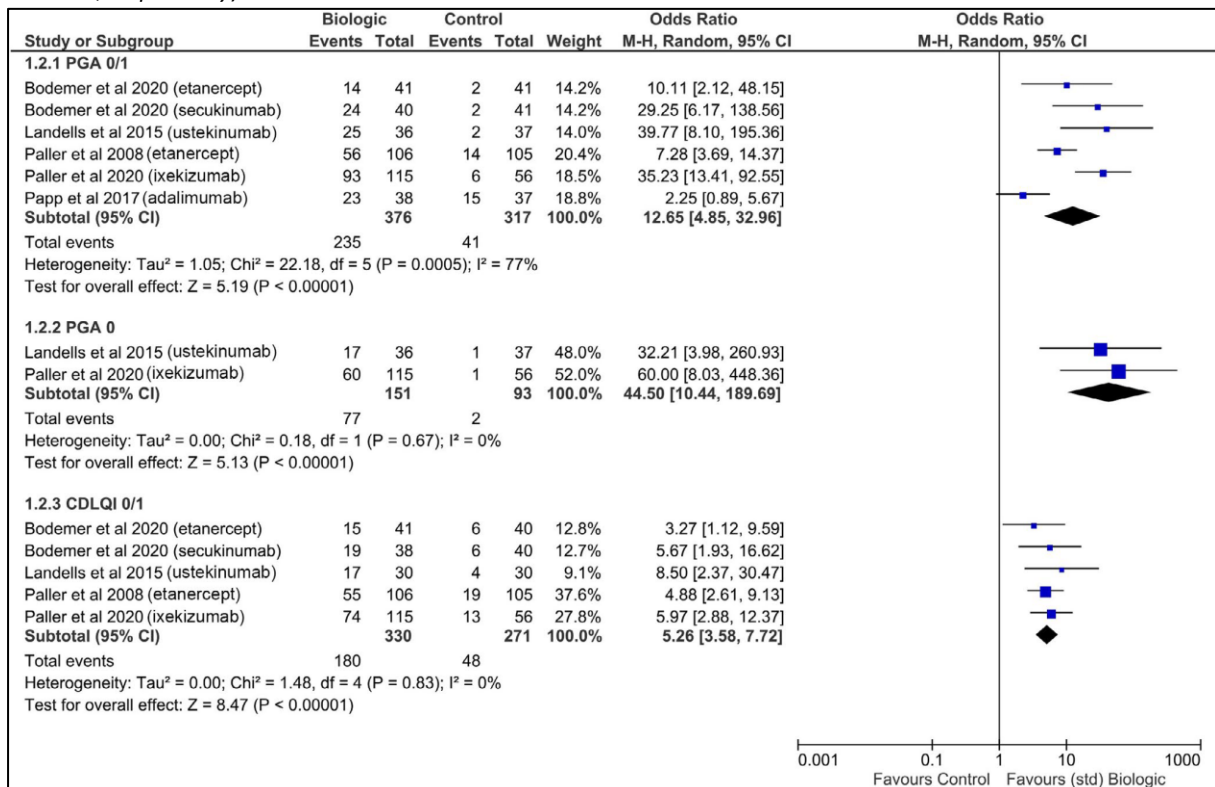 Biologic Control Odds Ratio Odds Ratio
Study or Subgroup Events Total Events Total Weight M-H, Random, 95% CI M-H, Random, 95% CI
1.2.1 PGA 0/1
Bodemer et al 2020 (etanercept) 14 41 2 41 14.2% 10.11 [2.12, 48.15]
Bodemer et al 2020 (secukinumab) 24 40 2 41 14.2% 29.25 [6.17, 138.56]
Landells et al 2015 (ustekinumab) 25 36 2 37 14.0% 39.77 [8.10, 195.36]
Paller et al 2008 (etanercept) 56 106 14 105 20.4% 7.28 [3.69, 14.37]
Paller et al 2020 (ixekizumab) 93 115 6 56 18.5% 35.23 [13.41, 92.55]
Papp et al 2017 (adalimumab) 23 38 15 37 18.8% 2.25 [0.89, 5.67]
Subtotal (95% CI) 376 317 100.0% 12.65 [4.85, 32.96]
Total events 235 41
Heterogeneity: Tau² = 1.05; Chi² = 22.18, df = 5 (P = 0.0005); I² = 77%
Test for overall effect: Z = 5.19 (P < 0.00001)
1.2.2 PGA 0
Landells et al 2015 (ustekinumab) 17 36 1 37 48.0% 32.21 [3.98, 260.93]
Paller et al 2020 (ixekizumab) 60 115 1 56 52.0% 60.00 [8.03, 448.36]
Subtotal (95% CI) 151 93 100.0% 44.50 [10.44, 189.69]
Total events 77 2
Heterogeneity: Tau² = 0.00; Chi² = 0.18, df = 1 (P = 0.67); I² = 0%
Test for overall effect: Z = 5.13 (P < 0.00001)
1.2.3 CDLQI 0/1
Bodemer et al 2020 (etanercept) 15 41 6 40 12.8% 3.27 [1.12, 9.59]
Bodemer et al 2020 (secukinumab) 19 38 6 40 12.7% 5.67 [1.93, 16.62]
Landells et al 2015 (ustekinumab) 17 30 4 30 9.1% 8.50 [2.37, 30.47]
Paller et al 2008 (etanercept) 55 106 19 105 37.6% 4.88 [2.61, 9.13]
Paller et al 2020 (ixekizumab) 74 115 13 56 27.8% 5.97 [2.88, 12.37]
Subtotal (95% CI) 330 271 100.0% 5.26 [3.58, 7.72]
Total events 180 48
Heterogeneity: Tau² = 0.00; Chi² = 1.48, df = 4 (P = 0.83); I² = 0%
Test for overall effect: Z = 8.47 (P < 0.00001)
0.001 0.1 1 10 1000
Favours Control Favours (std) Biologic